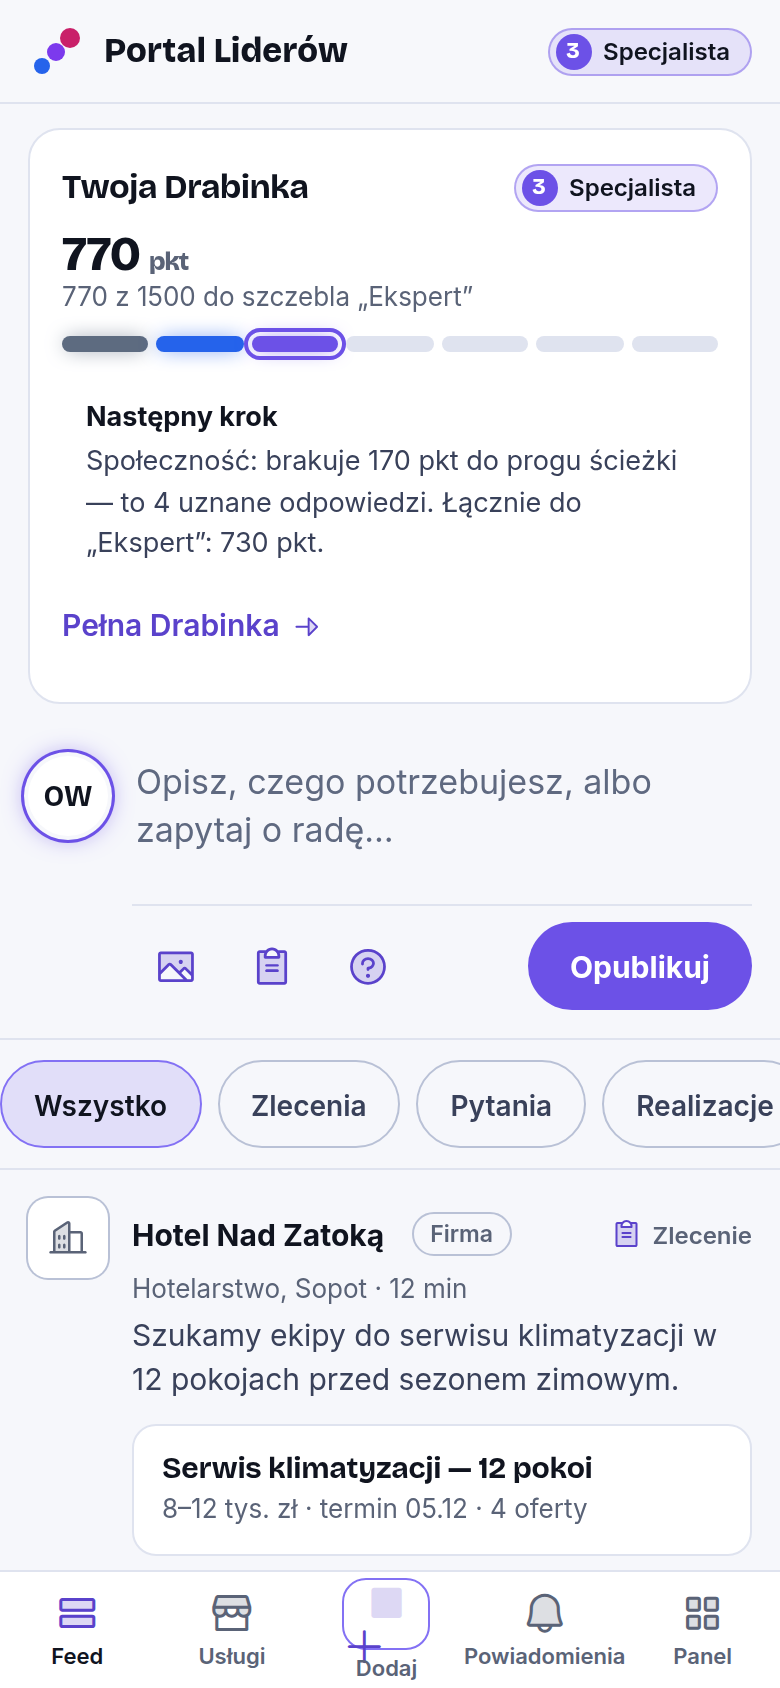 Portal Liderów
3 Specjalista
Twoja Drabinka
3 Specjalista
770 pkt
770 z 1500 do szczebla „Ekspert”
Następny krok
Społeczność: brakuje 170 pkt do progu ścieżki
— to 4 uznane odpowiedzi. Łącznie do
„Ekspert”: 730 pkt.
Pełna Drabinka
OW
Opisz, czego potrzebujesz, albo
zapytaj o radę...
Opublikuj
Wszystko
Zlecenia
Pytania
Realizacje
Hotel Nad Zatoką
Firma
Zlecenie
Hotelarstwo, Sopot · 12 min
Szukamy ekipy do serwisu klimatyzacji w
12 pokojach przed sezonem zimowym.
Serwis klimatyzacji — 12 pokoi
8–12 tys. zł · termin 05.12 · 4 oferty
Feed
Usługi
Dodaj
Powiadomienia
Panel